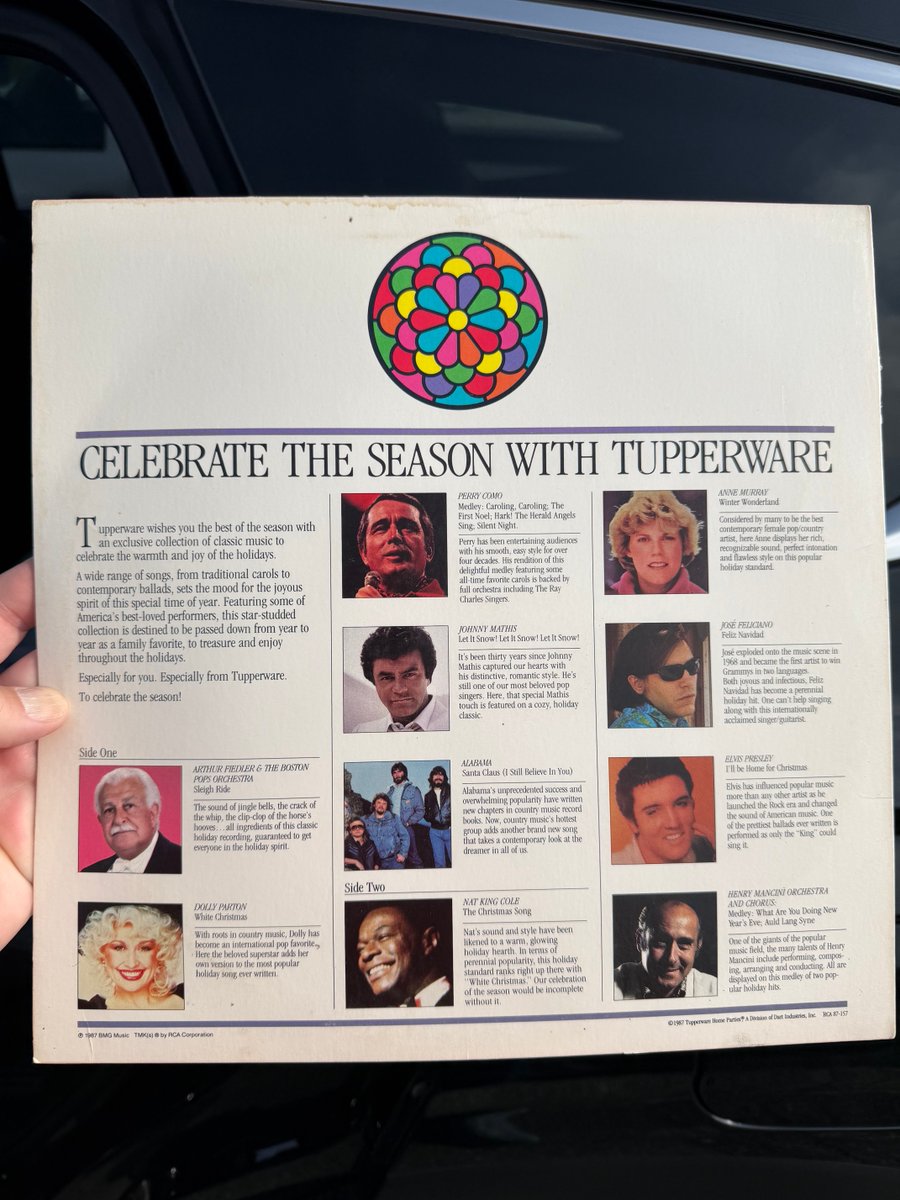 CELEBRATE THE SEASON WITH TUPPERWARE
Tupperware wishes you the best of the season with
an exclusive collection of classic music to
celebrate the warmth and joy of the holidays.
A wide range of songs, from traditional carols to
contemporary ballads, sets the mood for the joyous
spirit of this special time of year. Featuring some of
America's best-loved performers, this star-studded
collection is destined to be passed down from year to
year as a family favorite, to treasure and enjoy
throughout the holidays.
Especially for you. Especially from Tupperware.
To celebrate the season!
Side One
ARTHUR FIEDLER & THE BOSTON
POPS ORCHESTRA
Sleigh Ride
The sound of jingle bells, the crack of
the whip, the clip-clop of the horse's
hooves...all ingredients of this classic
holiday recording, guaranteed to get
everyone in the holiday spirit.
DOLLY PARTON
White Christmas
With roots in country music, Dolly has
become an international pop favorite.
Here the beloved superstar adds her
own version to the most popular
holiday song ever written.
PERRY COMO
Medley: Caroling, Caroling; The
First Noel; Hark! The Herald Angels
Sing; Silent Night.
Perry has been entertaining audiences
with his smooth, easy style for over
four decades. His rendition of this
delightful medley featuring some
all-time favorite carols is backed by
full orchestra including The Ray
Charles Singers.
JOHNNY MATHIS
Let It Snow! Let It Snow! Let It Snow!
It's been thirty years since Johnny
Mathis captured our hearts with
his distinctive, romantic style. He's
still one of our most beloved pop
singers. Here, that special Mathis
touch is featured on a cozy, holiday
classic.
ALABAMA
Santa Claus (I Still Believe In You)
Alabama's unprecedented success and
overwhelming popularity have written
new chapters in country music record
books. Now, country music's hottest
group adds another brand new song
that takes a contemporary look at the
dreamer in all of us.
Side Two
NAT KING COLE
The Christmas Song
Nat's sound and style have been
likened to a warm, glowing
holiday hearth. In terms of
perennial popularity, this holiday
standard ranks right up there with
"White Christmas." Our celebration
of the season would be incomplete
without it.
ANNE MURRAY
Winter Wonderland
Considered by many to be the best
contemporary female pop/country
artist, here Anne displays her rich,
recognizable sound, perfect intonation
and flawless style on this popular
holiday standard.
JOSÉ FELICIANO
Feliz Navidad
José exploded onto the music scene in
1968 and became the first artist to win
Grammys in two languages.
Both joyous and infectious, Feliz
Navidad has become a perennial
holiday hit. One can't help singing
along with this internationally
acclaimed singer/guitarist.
ELVIS PRESLEY
I'll be Home for Christmas
Elvis has influenced popular music
more than any other artist as he
launched the Rock era and changed
the sound of American music. One
of the prettiest ballads ever written is
performed as only the "King" could
sing it.
HENRY MANCINI ORCHESTRA
AND CHORUS:
Medley: What Are You Doing New
Year's Eve; Auld Lang Syne
One of the giants of the popular
music field, the many talents of Henry
Mancini include performing, compos-
ing, arranging and conducting. All are
displayed on this medley of two pop-
ular holiday hits.
℗ 1987 BMG Music TMK(s) ® by RCA Corporation
©1987 Tupperware Home Parties® A Division of Dart Industries, Inc. RCA 87-157